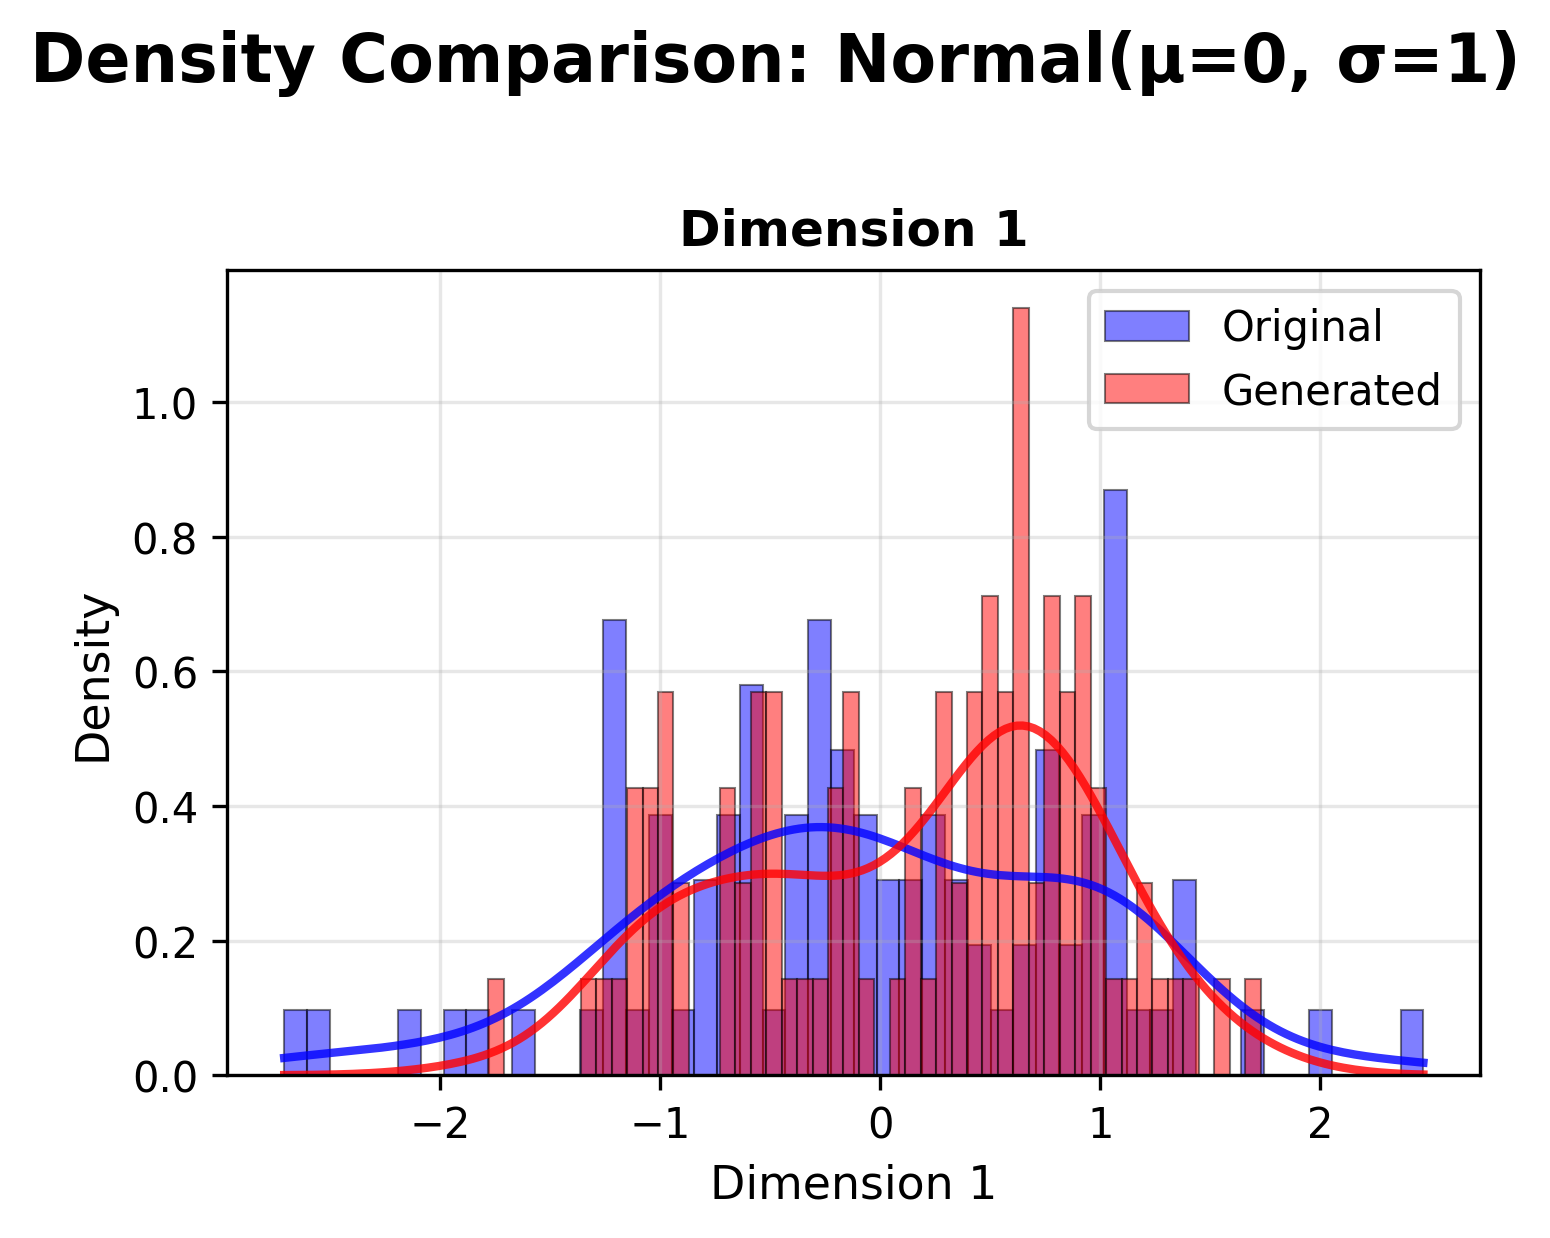 Density Comparison: Normal(μ=0, σ=1)
Dimension 1
Original
Generated
1.0
0.8
0.6
0.4
0.2
0.0
Density
−2 −1 0 1 2
Dimension 1